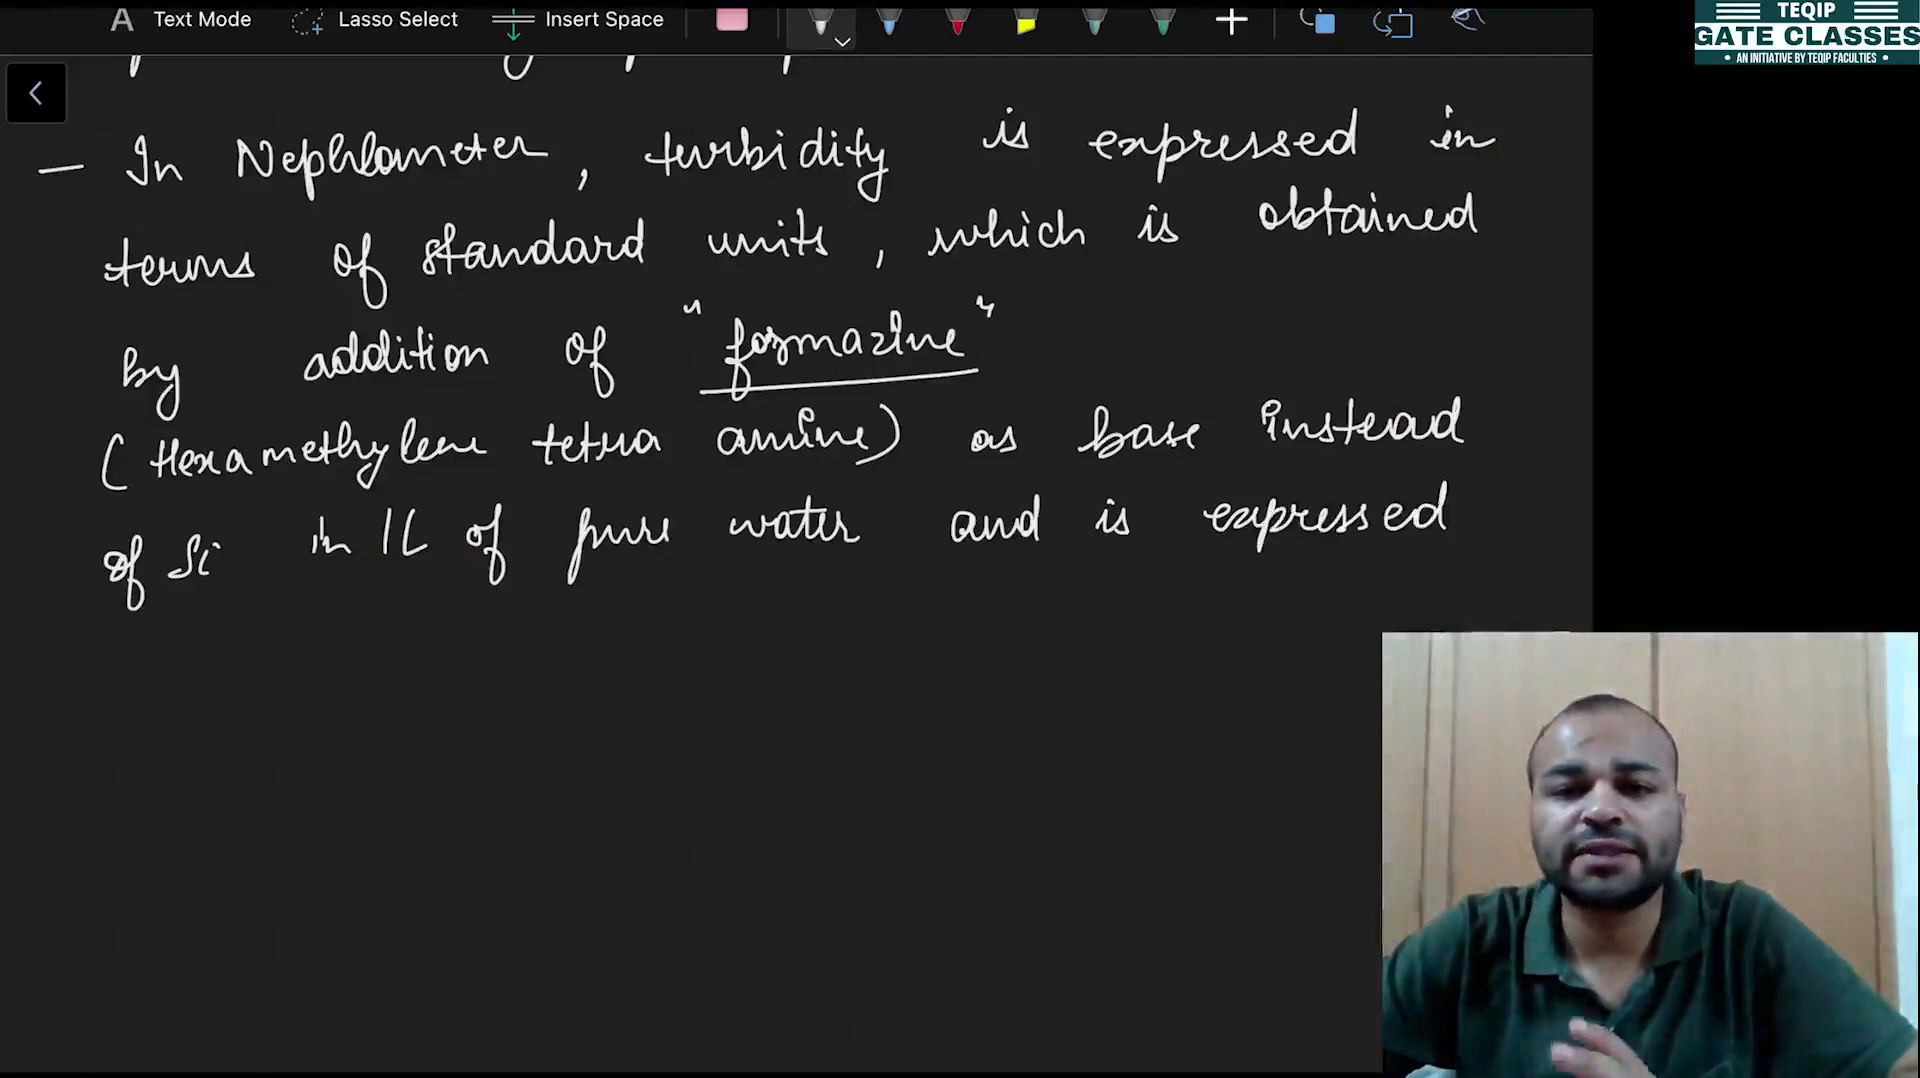 Text Mode Lasso Select Insert Space
TEQIP
GATE CLASSES
• AN INITIATIVE BY TEQIP FACULTIES •
— In Nephlometer, turbidity is expressed in
terms of standard units, which is obtained
by addition of "formazine"
(Hexamethylene tetra amine) as base instead
of Si in 1L of pure water and is expressed